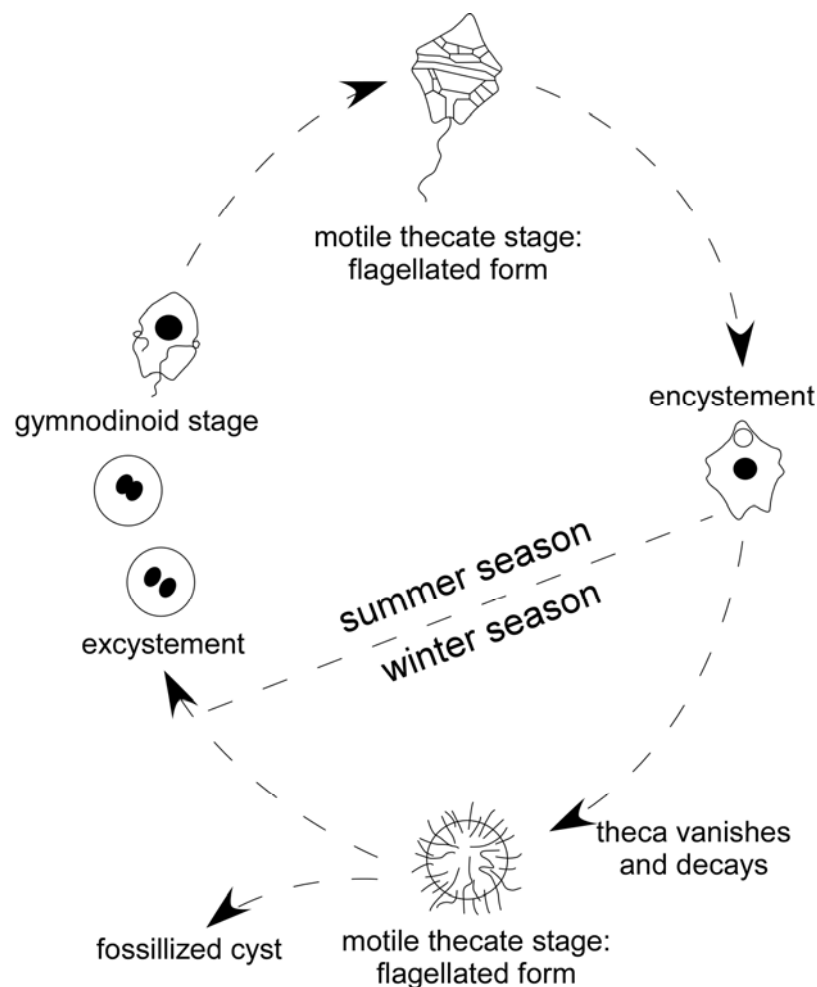 motile thecate stage:
flagellated form
encystement
gymnodinoid stage
summer season
winter season
excystement
theca vanishes
and decays
fossillized cyst
motile thecate stage:
flagellated form